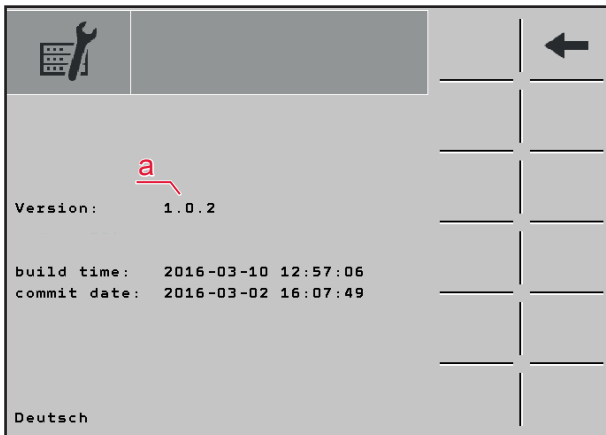 a
Version: 1.0.2
build time: 2016-03-10 12:57:06
commit date: 2016-03-02 16:07:49
Deutsch